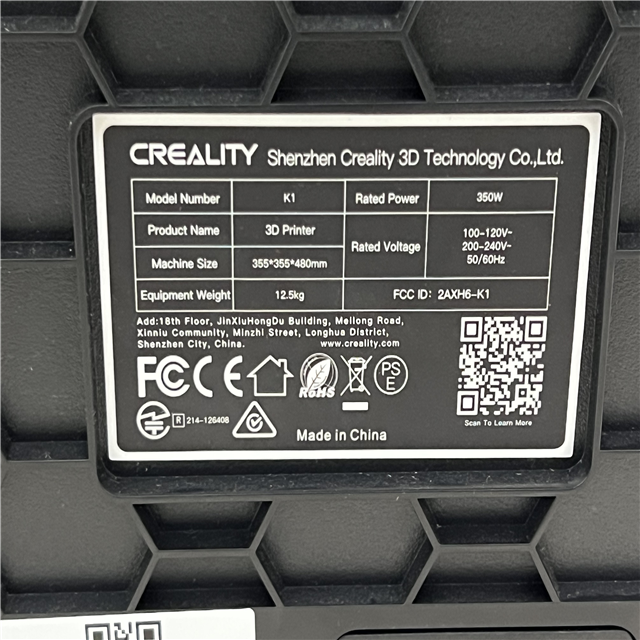 CREALITY Shenzhen Creality 3D Technology Co.,Ltd.
Model Number K1 Rated Power 350W
Product Name 3D Printer Rated Voltage 100-120V~
200-240V~
50/60Hz
Machine Size 355*355*480mm
Equipment Weight 12.5kg FCC ID: 2AXH6-K1
Add:18th Floor, JinXiuHongDu Building, Meilong Road,
Xinniu Community, Minzhi Street, Longhua District,
Shenzhen City, China. www.creality.com
FC CE RoHS PSE
R 214-126408
Made in China
Scan To Learn More